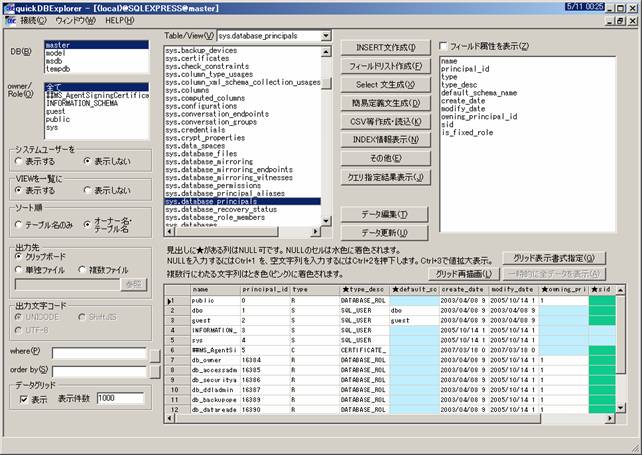 quickDBExplorer - [(local)@SQLEXPRESS@master]
5/11 00:25
接続(C) ウィンドウ(W) HELP(H)
DB(B)
master
model
msdb
tempdb
owner/
Role(O)
全て
##MS_AgentSigningCertifica
INFORMATION_SCHEMA
guest
public
sys
システムユーザーを
表示する 表示しない
VIEWを一覧に
表示する 表示しない
ソート順
テーブル名のみ オーナー名・テーブル名
出力先
クリップボード
単独ファイル 複数ファイル
参照
出力文字コード
UNICODE ShiftJIS
UTF-8
where(P)
order by(S)
データグリッド
表示 表示件数 1000
Table/View(V) sys.database_principals
sys.backup_devices
sys.certificates
sys.check_constraints
sys.column_type_usages
sys.column_xml_schema_collection_usages
sys.columns
sys.computed_columns
sys.configurations
sys.conversation_endpoints
sys.conversation_groups
sys.credentials
sys.crypt_properties
sys.data_spaces
sys.database_files
sys.database_mirroring
sys.database_mirroring_endpoints
sys.database_mirroring_witnesses
sys.database_permissions
sys.database_principal_aliases
sys.database_principals
sys.database_recovery_status
sys.database_role_members
sys.databases
INSERT文作成(I)
フィールドリスト作成(F)
Select 文生成(X)
簡易定義文生成(D)
CSV等作成・読込(K)
INDEX情報表示(N)
その他(E)
クエリ指定結果表示(J)
データ編集(T)
データ更新(U)
フィールド属性を表示(Z)
name
principal_id
type
type_desc
default_schema_name
create_date
modify_date
owning_principal_id
sid
is_fixed_role
見出しに★がある列はNULL可です。NULLのセルは水色に着色されます。
NULLを入力するにはCtrl+1 を、空文字列を入力するにはCtrl+2を押下します。Ctrl+3で値拡大表示。
複数行にわたる文字列はとき色(ピンク)に着色されます。
グリッド表示書式指定(G)
グリッド再描画(L) 一時的に全データを表示(A)
name principal_id type ★type_desc ★default_sc create_date modify_date ★owning_pri ★sid
1 public 0 R DATABASE_ROL 2003/04/08 9 2005/10/14 1 1
2 dbo 1 S SQL_USER dbo 2003/04/08 9 2003/04/08 9
3 guest 2 S SQL_USER guest 2003/04/08 9 2003/04/08 9
4 INFORMATION_ 3 S SQL_USER 2005/10/14 1 2005/10/14 1
5 sys 4 S SQL_USER 2005/10/14 1 2005/10/14 1
6 ##MS_AgentSi 5 C CERTIFICATE_ 2007/03/18 0 2007/03/18 0
7 db_owner 16384 R DATABASE_ROL 2003/04/08 9 2005/10/14 1 1
8 db_accessadm 16385 R DATABASE_ROL 2003/04/08 9 2005/10/14 1 1
9 db_securitya 16386 R DATABASE_ROL 2003/04/08 9 2005/10/14 1 1
10 db_ddladmin 16387 R DATABASE_ROL 2003/04/08 9 2005/10/14 1 1
11 db_backupope 16389 R DATABASE_ROL 2003/04/08 9 2005/10/14 1 1
12 db_datareade 16390 R DATABASE_ROL 2003/04/08 9 2005/10/14 1 1